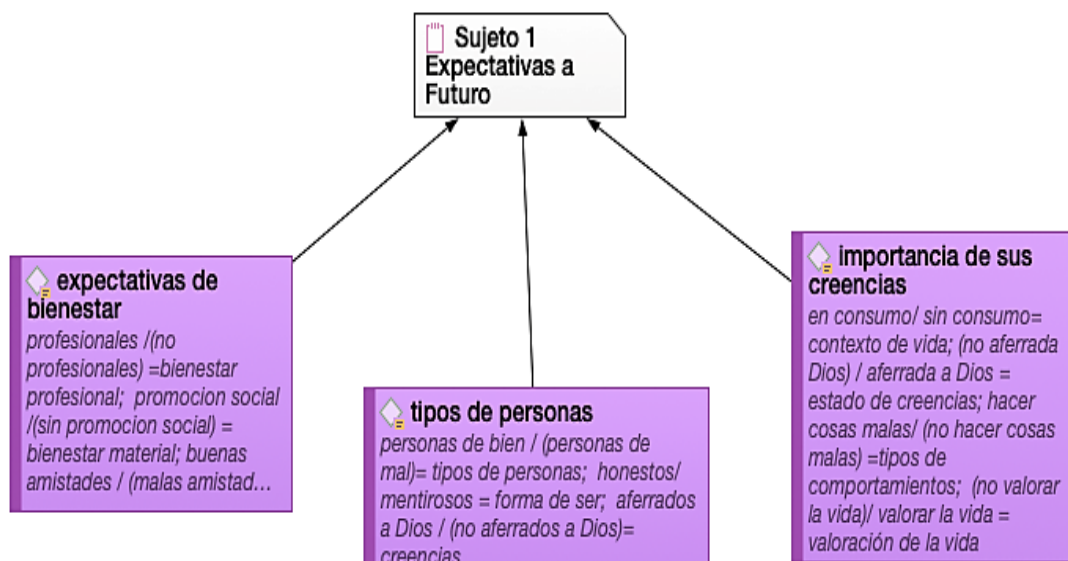 Sujeto 1
Expectativas a
Futuro
expectativas de
bienestar
profesionales /(no
profesionales) =bienestar
profesional;  promocion social
/(sin promocion social) =
bienestar material; buenas
amistades / (malas amistad...
tipos de personas
personas de bien / (personas de
mal)= tipos de personas;  honestos/
mentirosos = forma de ser;  aferrados
a Dios / (no aferrados a Dios)=
creencias
importancia de sus
creencias
en consumo/ sin consumo=
contexto de vida; (no aferrada
Dios) / aferrada a Dios =
estado de creencias; hacer
cosas malas/ (no hacer cosas
malas) =tipos de
comportamientos;  (no valorar
la vida)/ valorar la vida =
valoración de la vida